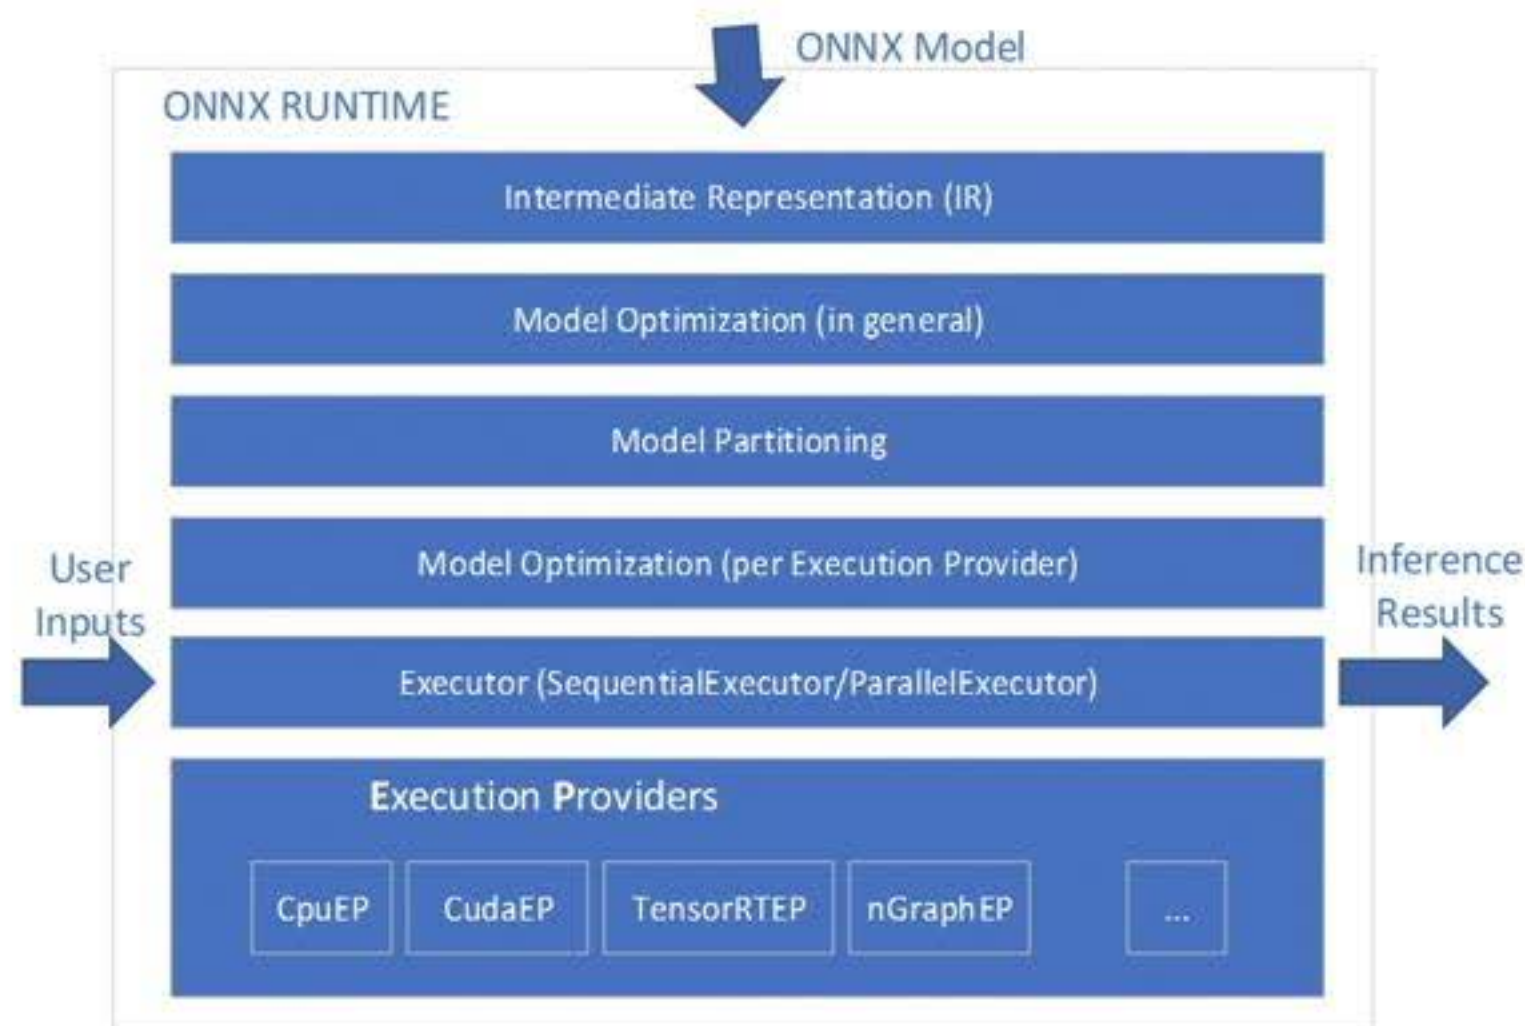 ONNX Model
ONNX RUNTIME
Intermediate Representation (IR)
Model Optimization (in general)
Model Partitioning
Model Optimization (per Execution Provider)
User
Inputs
Inference
Results
Executor (SequentialExecutor/ParallelExecutor)
Execution Providers
CpuEP
CudaEP
TensorRTEP
nGraphEP
...